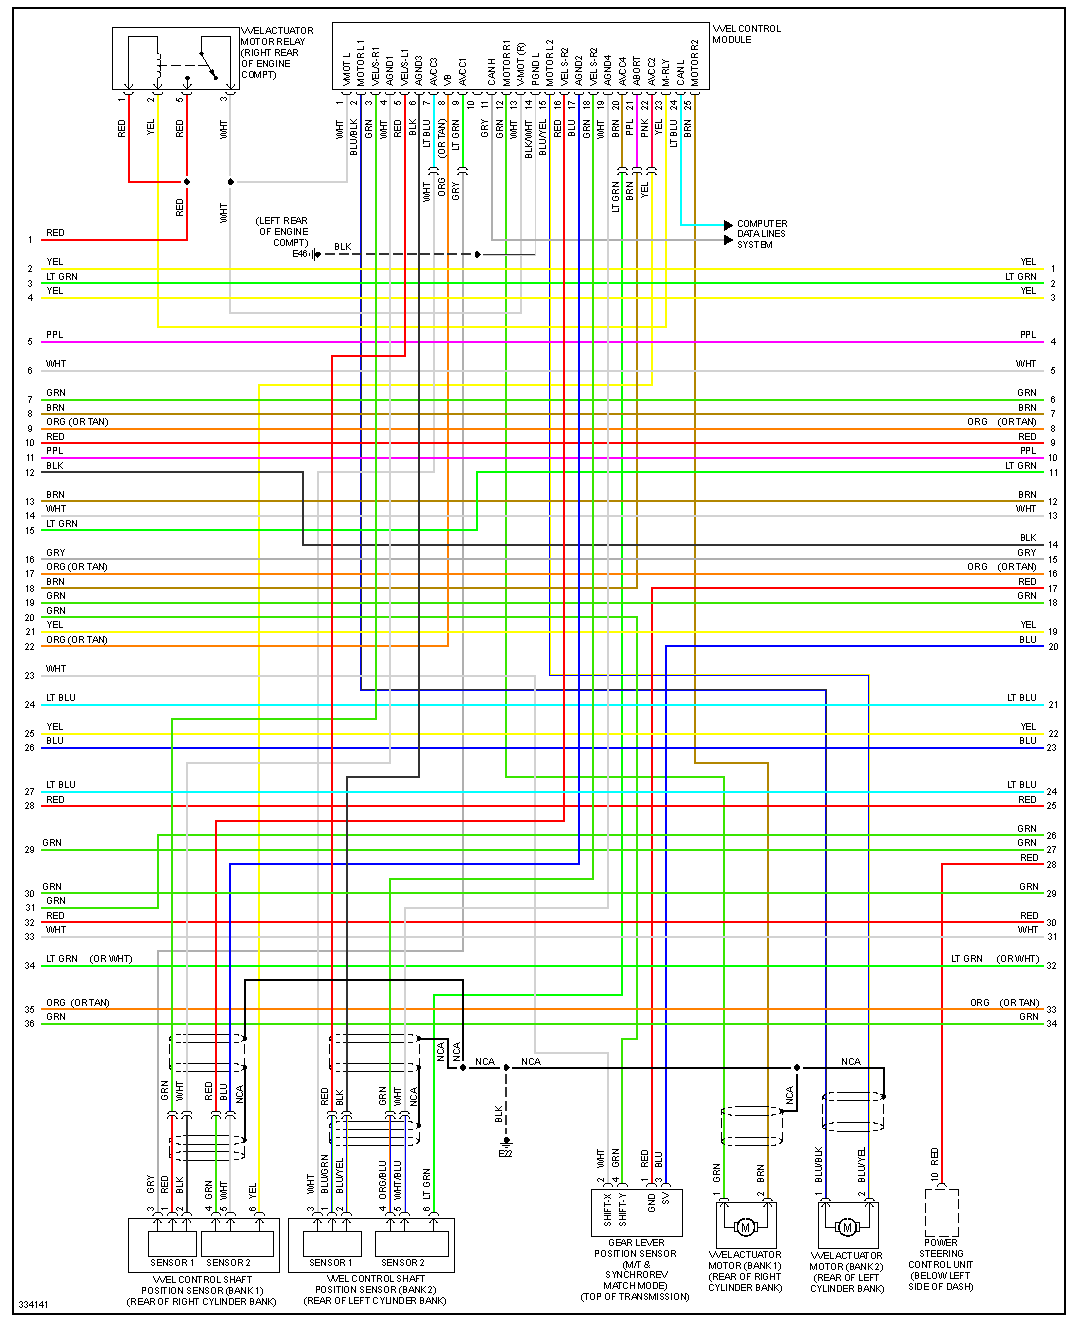 VVEL ACTUATOR
MOTOR RELAY
(RIGHT REAR
OF ENGINE
COMPT)
VVEL CONTROL
MODULE
VMOT L
MOTOR L1
VEL/S-R1
AGND1
VEL/S-L1
AGND3
AVCC3
VB
AVCC1
CAN H
MOTOR R1
V-MOT (R)
PGND L
MOTOR L2
VEL S-R2
AGND2
VEL S-R2
AGND4
AVCC4
ABORT
AVCC2
M-RLY
CAN L
MOTOR R2
1 2 5 3
1 2 3 4 5 6 7 8 9 10 11 12 13 14 15 16 17 18 19 20 21 22 23 24 25
RED YEL RED WHT
WHT BLU/BLK GRN WHT RED BLK LT BLU (OR TAN) LT GRN GRY GRN WHT BLK/WHT BLU/YEL RED BLU GRN WHT BRN PPL PNK YEL LT BLU BRN
RED WHT WHT ORG GRY LT GRN BRN YEL
(LEFT REAR
OF ENGINE
COMPT)
E46
BLK
COMPUTER
DATA LINES
SYSTEM
1 RED
2 YEL YEL 1
3 LT GRN LT GRN 2
4 YEL YEL 3
5 PPL PPL 4
6 WHT WHT 5
7 GRN GRN 6
8 BRN BRN 7
9 ORG (OR TAN) ORG (OR TAN) 8
10 RED RED 9
11 PPL PPL 10
12 BLK LT GRN 11
13 BRN BRN 12
14 WHT WHT 13
15 LT GRN
BLK 14
16 GRY GRY 15
17 ORG (OR TAN) ORG (OR TAN) 16
18 BRN RED 17
19 GRN GRN 18
20 GRN
21 YEL YEL 19
22 ORG (OR TAN) BLU 20
23 WHT
24 LT BLU LT BLU 21
25 YEL YEL 22
26 BLU BLU 23
27 LT BLU LT BLU 24
28 RED RED 25
GRN 26
29 GRN GRN 27
RED 28
30 GRN GRN 29
31 GRN
32 RED RED 30
33 WHT WHT 31
34 LT GRN (OR WHT) LT GRN (OR WHT) 32
35 ORG (OR TAN) ORG (OR TAN) 33
36 GRN GRN 34
NCA NCA NCA NCA NCA
GRN WHT RED BLU NCA RED BLK GRN WHT NCA NCA
BLK
E22
GRY RED BLK GRN WHT YEL
WHT BLU/GRN BLU/YEL ORG/BLU WHT/BLU LT GRN
WHT GRN RED BLU
GRN BRN BLU/BLK BLU/YEL RED
3 1 2 4 5 6
3 1 2 4 5 6
2 4 1 3
1 2 1 2 10
SHIFT-X
SHIFT-Y
GND
5V
M M
SENSOR 1 SENSOR 2
SENSOR 1 SENSOR 2
VVEL CONTROL SHAFT
POSITION SENSOR (BANK 1)
(REAR OF RIGHT CYLINDER BANK)
VVEL CONTROL SHAFT
POSITION SENSOR (BANK 2)
(REAR OF LEFT CYLINDER BANK)
GEAR LEVER
POSITION SENSOR
(M/T &
SYNCHROREV
MATCH MODE)
(TOP OF TRANSMISSION)
VVEL ACTUATOR
MOTOR (BANK 1)
(REAR OF RIGHT
CYLINDER BANK)
VVEL ACTUATOR
MOTOR (BANK 2)
(REAR OF LEFT
CYLINDER BANK)
POWER
STEERING
CONTROL UNIT
(BELOW LEFT
SIDE OF DASH)
334141